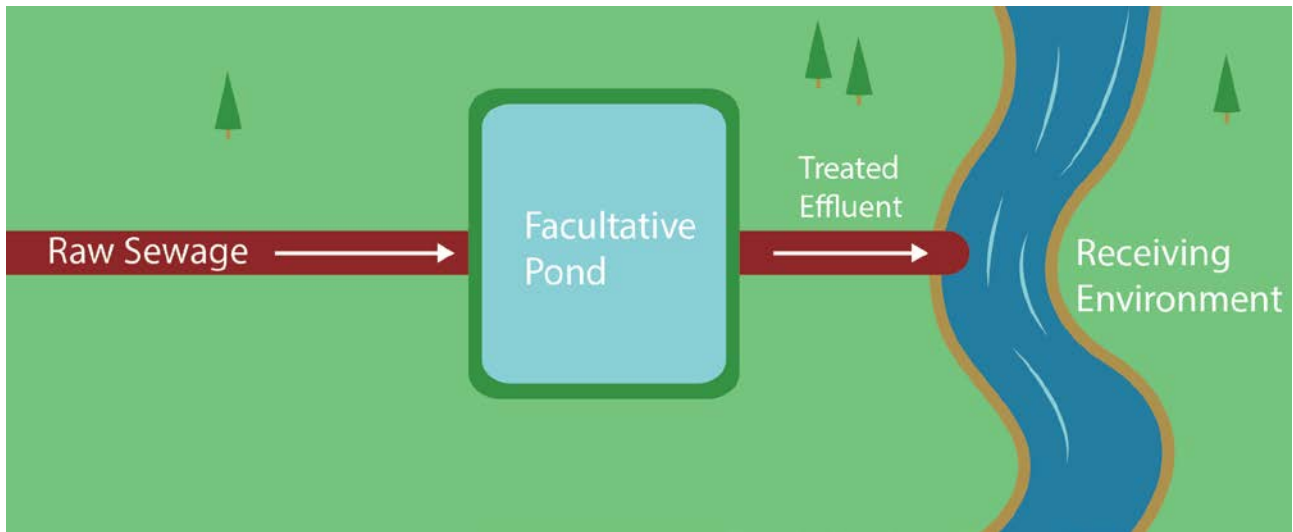 Raw Sewage
Facultative
Pond
Treated
Effluent
Receiving
Environment